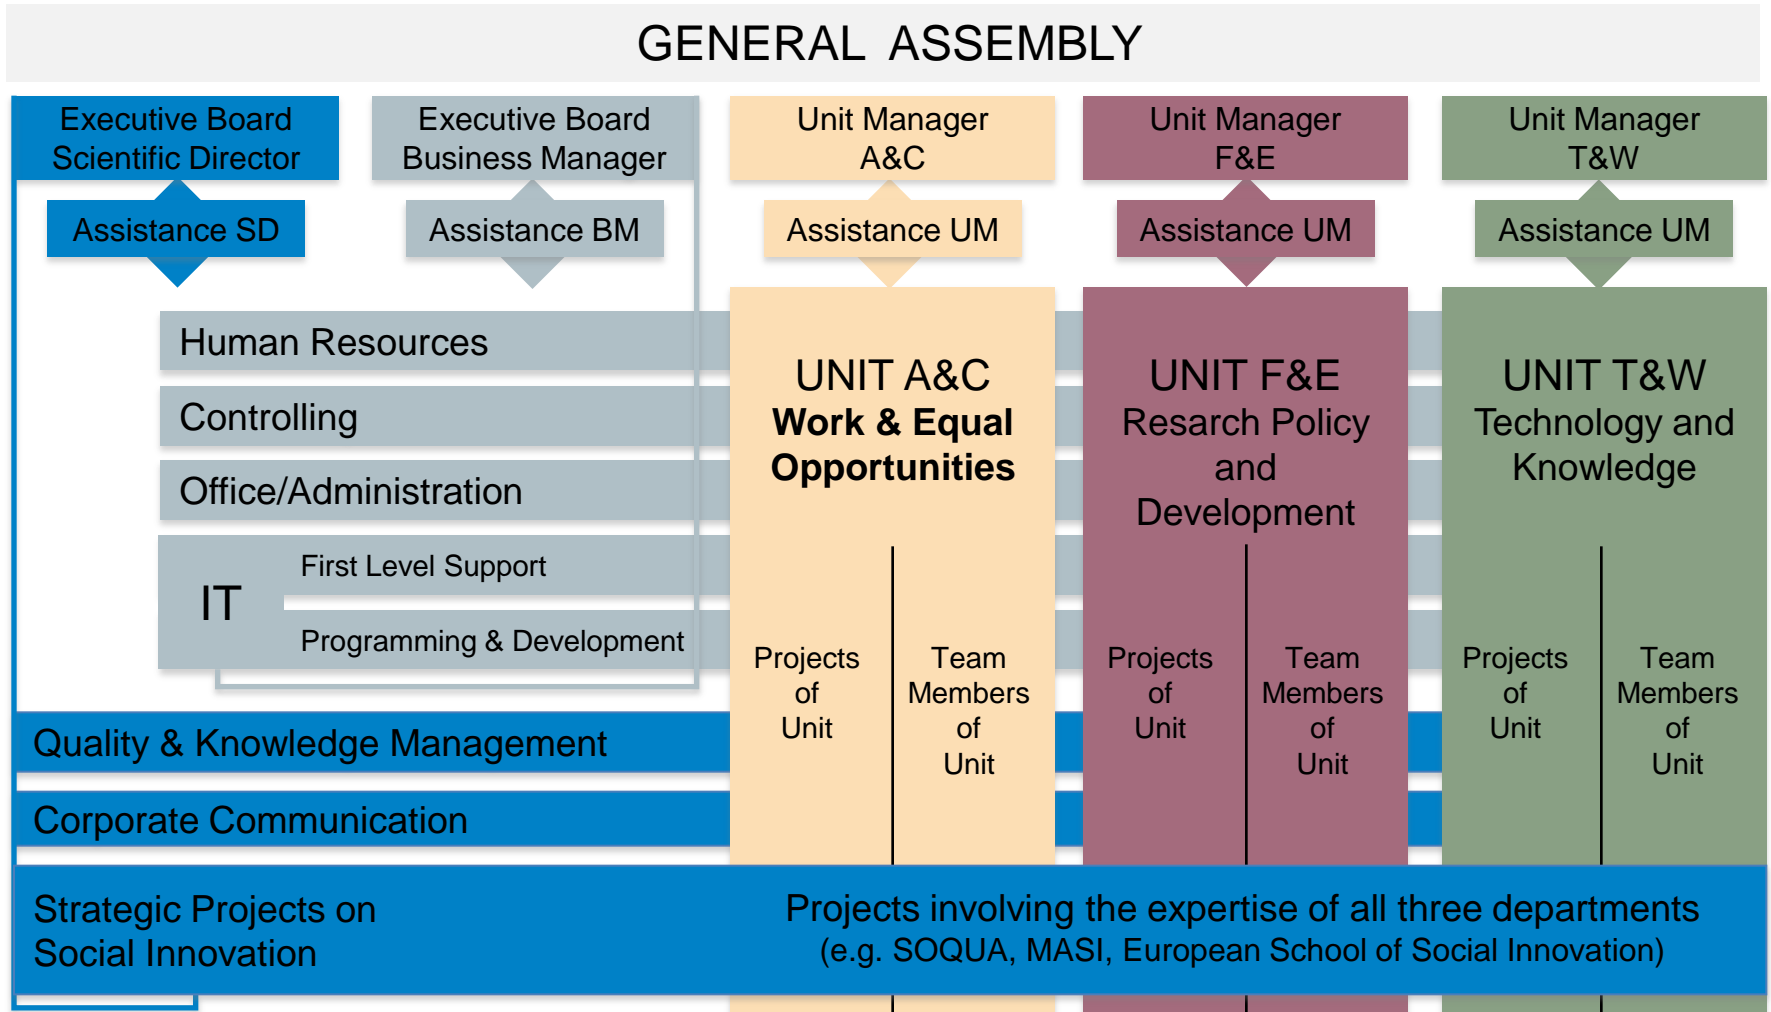 GENERAL ASSEMBLY
Executive Board
Scientific Director
Executive Board
Business Manager
Unit Manager
A&C
Unit Manager
F&E
Unit Manager
T&W
Assistance SD
Assistance BM
Assistance UM
Assistance UM
Assistance UM
Human Resources
Controlling
Office/Administration
IT
First Level Support
Programming & Development
UNIT A&C
Work & Equal
Opportunities
Projects
of
Unit
Team
Members
of
Unit
UNIT F&E
Resarch Policy
and
Development
Projects
of
Unit
Team
Members
of
Unit
UNIT T&W
Technology and
Knowledge
Projects
of
Unit
Team
Members
of
Unit
Quality & Knowledge Management
Corporate Communication
Strategic Projects on
Social Innovation
Projects involving the expertise of all three departments
(e.g. SOQUA, MASI, European School of Social Innovation)